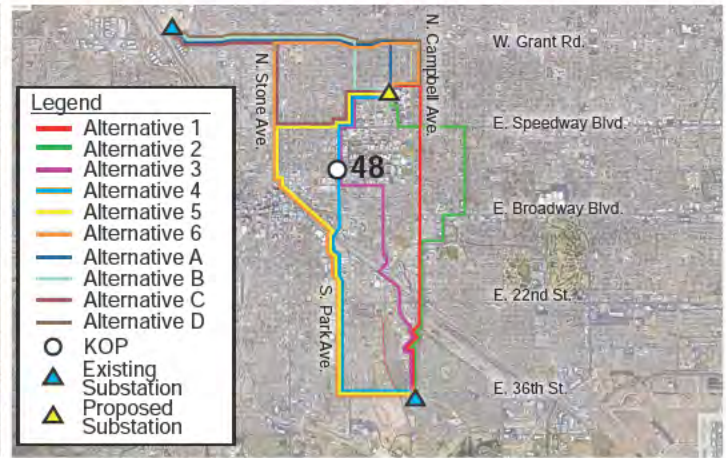 W. Grant Rd.
N. Campbell Ave.
N. Stone Ave.
Legend
Alternative 1
Alternative 2
Alternative 3
Alternative 4
Alternative 5
Alternative 6
Alternative A
Alternative B
Alternative C
Alternative D
KOP
Existing
Substation
Proposed
Substation
E. Speedway Blvd.
48
E. Broadway Blvd.
E. 22nd St.
S. Park Ave.
E. 36th St.